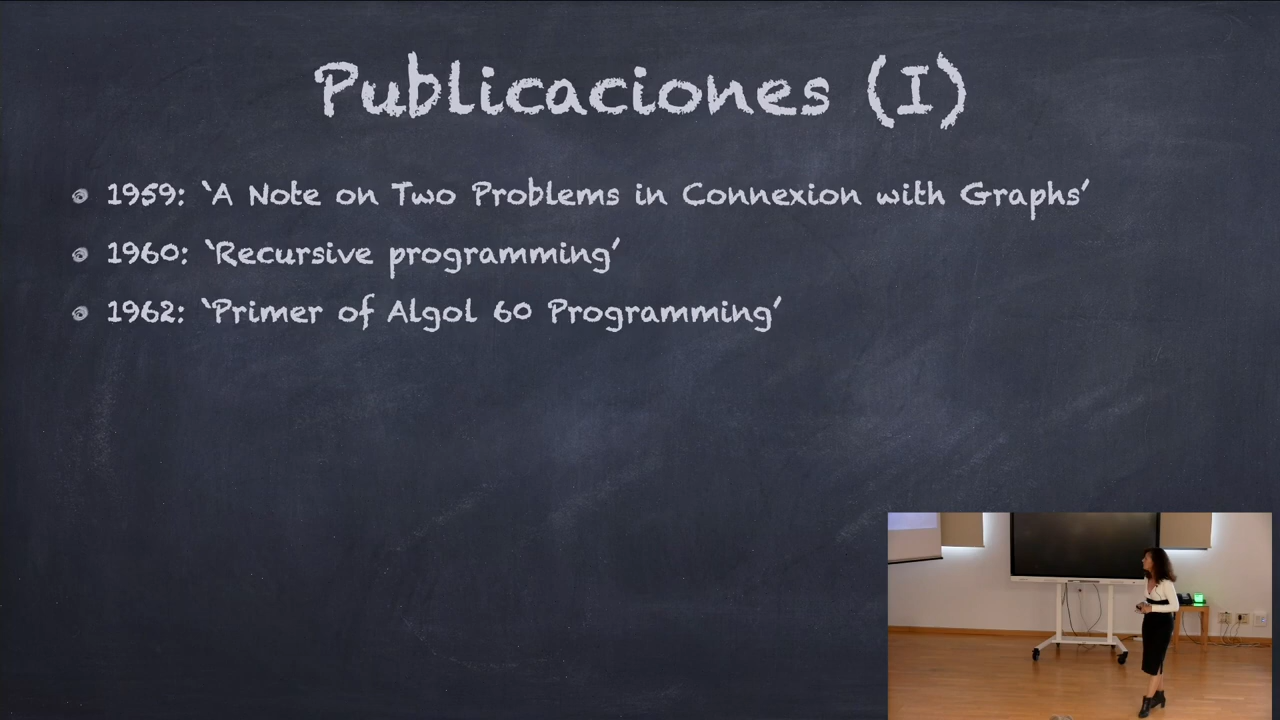 Publicaciones (I)
1959: ‘A Note on Two Problems in Connexion with Graphs’
1960: ‘Recursive programming’
1962: ‘Primer of Algol 60 Programming’